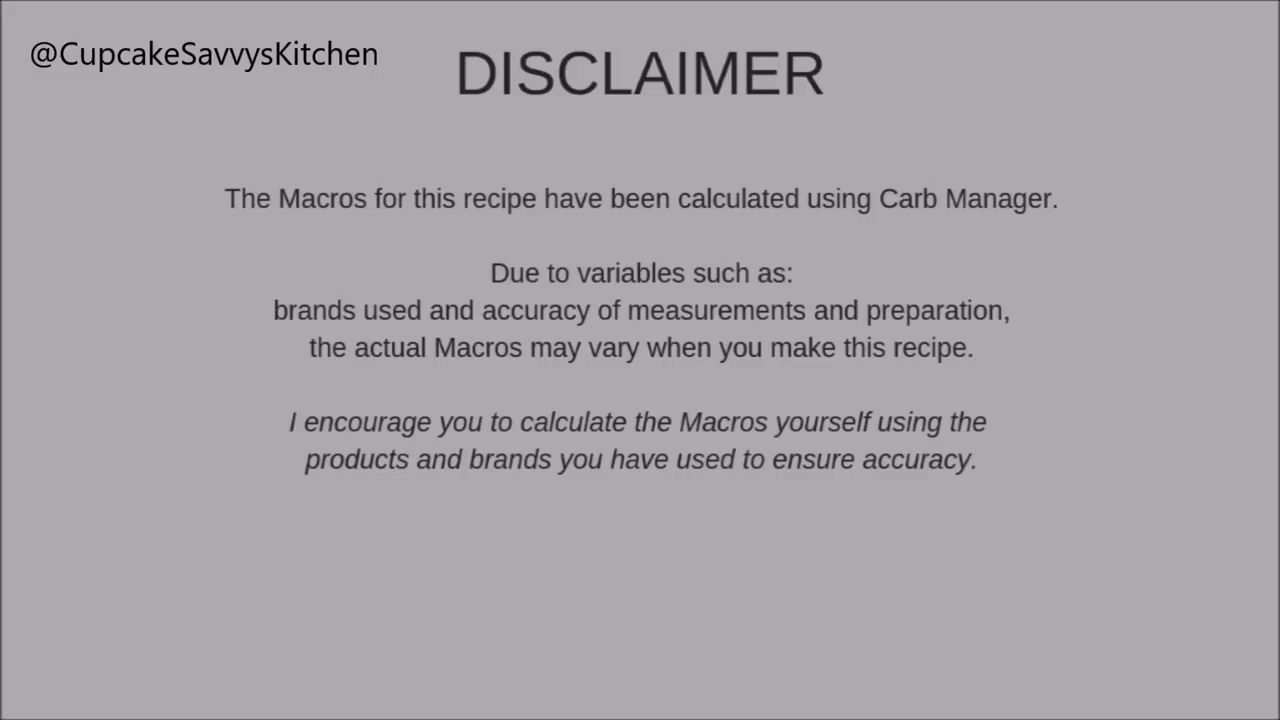 @CupcakeSavvysKitchen
DISCLAIMER
The Macros for this recipe have been calculated using Carb Manager.
Due to variables such as:
brands used and accuracy of measurements and preparation,
the actual Macros may vary when you make this recipe.
I encourage you to calculate the Macros yourself using the
products and brands you have used to ensure accuracy.